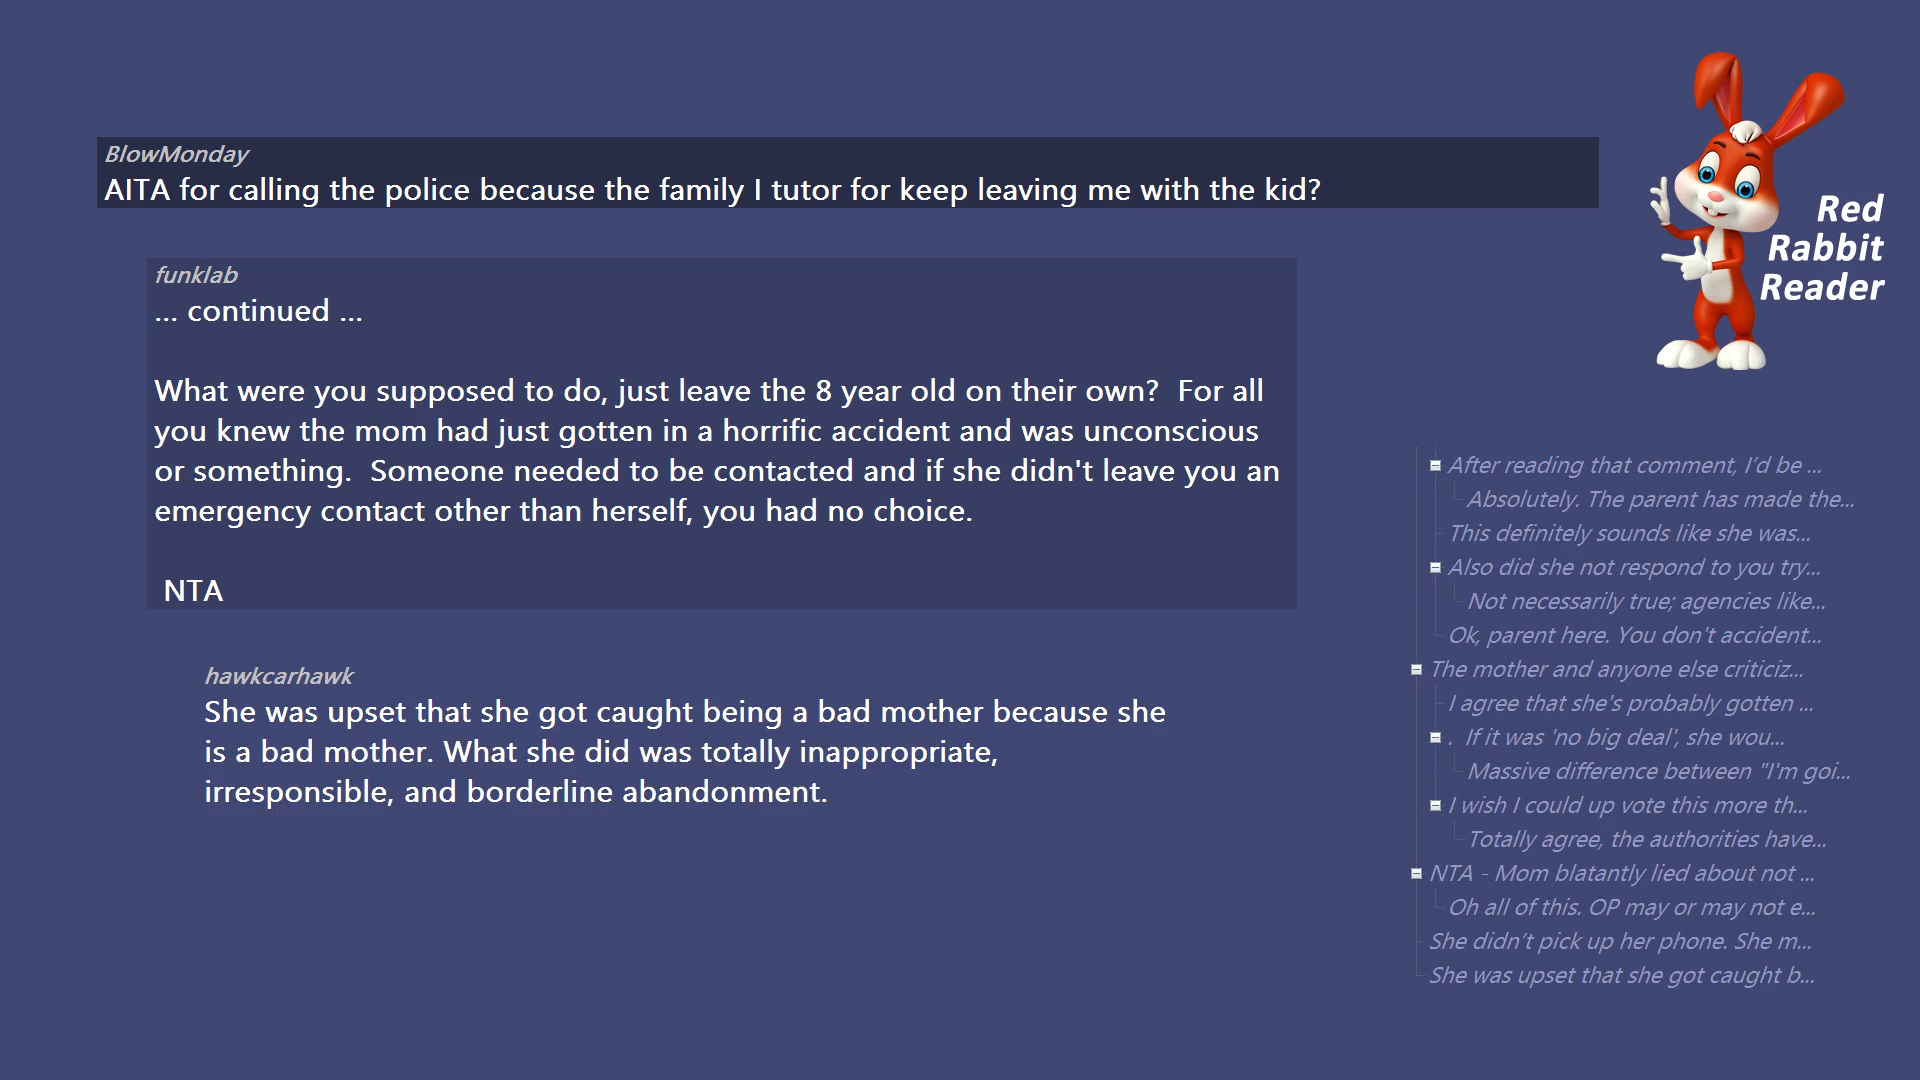 BlowMonday
AITA for calling the police because the family I tutor for keep leaving me with the kid?
funklab
... continued ...
What were you supposed to do, just leave the 8 year old on their own?  For all
you knew the mom had just gotten in a horrific accident and was unconscious
or something.  Someone needed to be contacted and if she didn't leave you an
emergency contact other than herself, you had no choice.
NTA
hawkcarhawk
She was upset that she got caught being a bad mother because she
is a bad mother. What she did was totally inappropriate,
irresponsible, and borderline abandonment.
Red
Rabbit
Reader
After reading that comment, I’d be ...
Absolutely. The parent has made the...
This definitely sounds like she was...
Also did she not respond to you try...
Not necessarily true; agencies like...
Ok, parent here. You don't accident...
The mother and anyone else criticiz...
I agree that she's probably gotten ...
.  If it was 'no big deal', she wou...
Massive difference between "I'm goi...
I wish I could up vote this more th...
Totally agree, the authorities have...
NTA - Mom blatantly lied about not ...
Oh all of this. OP may or may not e...
She didn’t pick up her phone. She m...
She was upset that she got caught b...